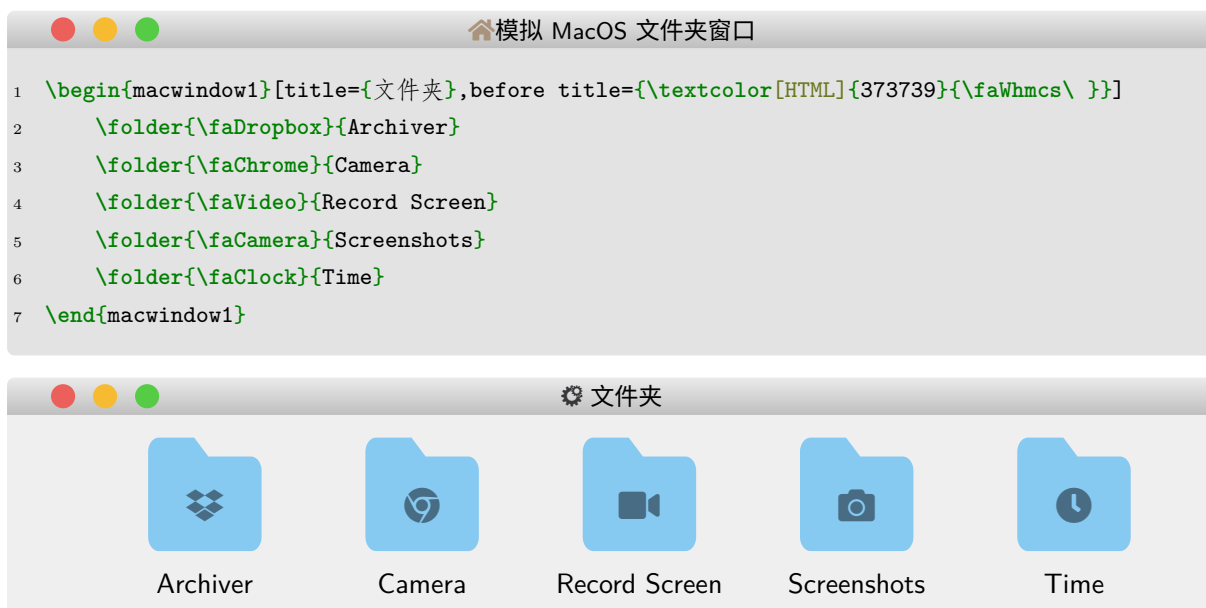 模拟 MacOS 文件夹窗口
1 \begin{macwindow1}[title={文件夹},before title={\textcolor[HTML]{373739}{\faWhmcs\ }}]
2 \folder{\faDropbox}{Archiver}
3 \folder{\faChrome}{Camera}
4 \folder{\faVideo}{Record Screen}
5 \folder{\faCamera}{Screenshots}
6 \folder{\faClock}{Time}
7 \end{macwindow1}
文件夹
Archiver Camera Record Screen Screenshots Time